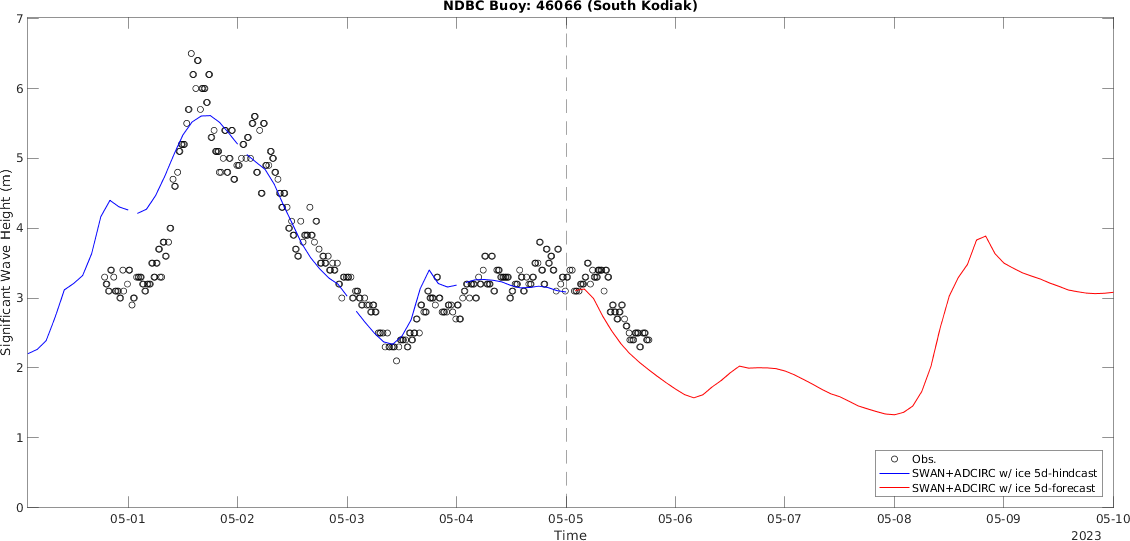 NDBC Buoy: 46066 (South Kodiak)
Significant Wave Height (m)
7
6
5
4
3
2
1
0
Obs.
SWAN+ADCIRC w/ ice 5d-hindcast
SWAN+ADCIRC w/ ice 5d-forecast
05-01 05-02 05-03 05-04 05-05 05-06 05-07 05-08 05-09 05-10
Time
2023